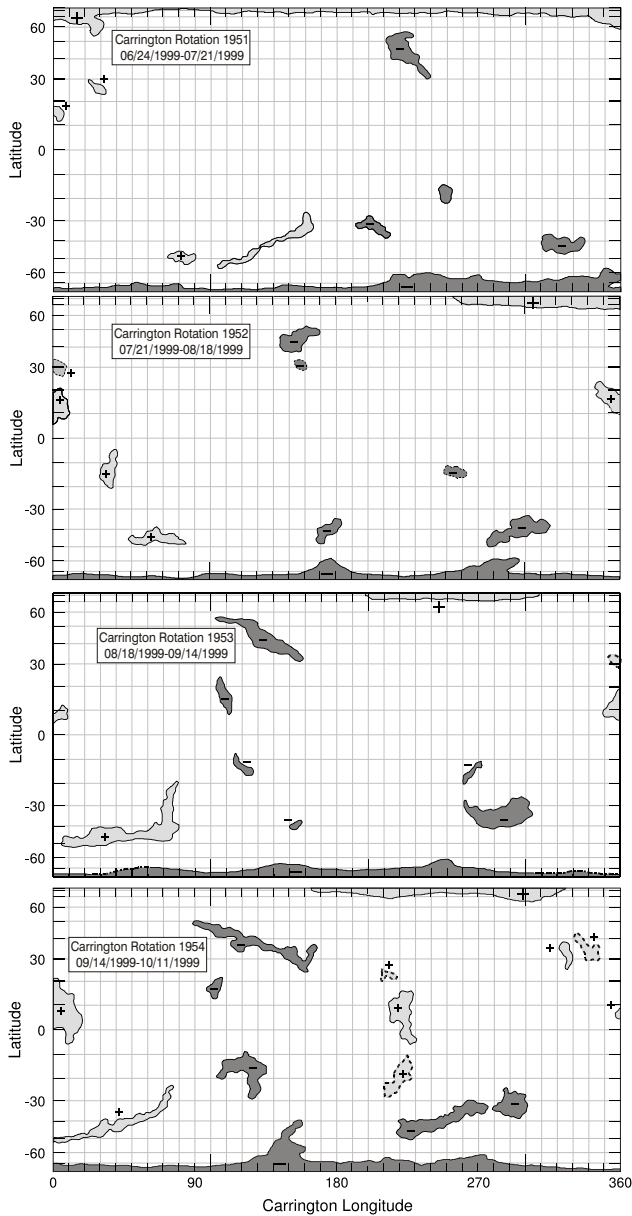 60
Carrington Rotation 1951
06/24/1999-07/21/1999
30
+
+
+
Latitude
0
-30
-60
60
Carrington Rotation 1952
07/21/1999-08/18/1999
30
Latitude
0
-30
-60
60
Carrington Rotation 1953
08/18/1999-09/14/1999
30
Latitude
0
-30
-60
60
Carrington Rotation 1954
09/14/1999-10/11/1999
30
Latitude
0
-30
-60
0 90 180 270 360
Carrington Longitude